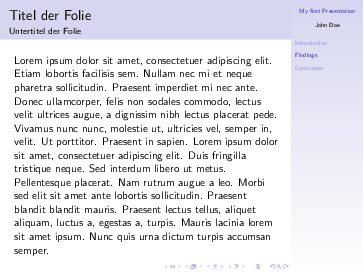 Titel der Folie
Untertitel der Folie
Lorem ipsum dolor sit amet, consectetuer adipiscing elit.
Etiam lobortis facilisis sem. Nullam nec mi et neque
pharetra sollicitudin. Praesent imperdiet mi nec ante.
Donec ullamcorper, felis non sodales commodo, lectus
velit ultrices augue, a dignissim nibh lectus placerat pede.
Vivamus nunc nunc, molestie ut, ultricies vel, semper in,
velit. Ut porttitor. Praesent in sapien. Lorem ipsum dolor
sit amet, consectetuer adipiscing elit. Duis fringilla
tristique neque. Sed interdum libero ut metus.
Pellentesque placerat. Nam rutrum augue a leo. Morbi
sed elit sit amet ante lobortis sollicitudin. Praesent
blandit blandit mauris. Praesent lectus tellus, aliquet
aliquam, luctus a, egestas a, turpis. Mauris lacinia lorem
sit amet ipsum. Nunc quis urna dictum turpis accumsan
semper.
My first Presentation
John Doe
Introduction
Findings
Conclusion